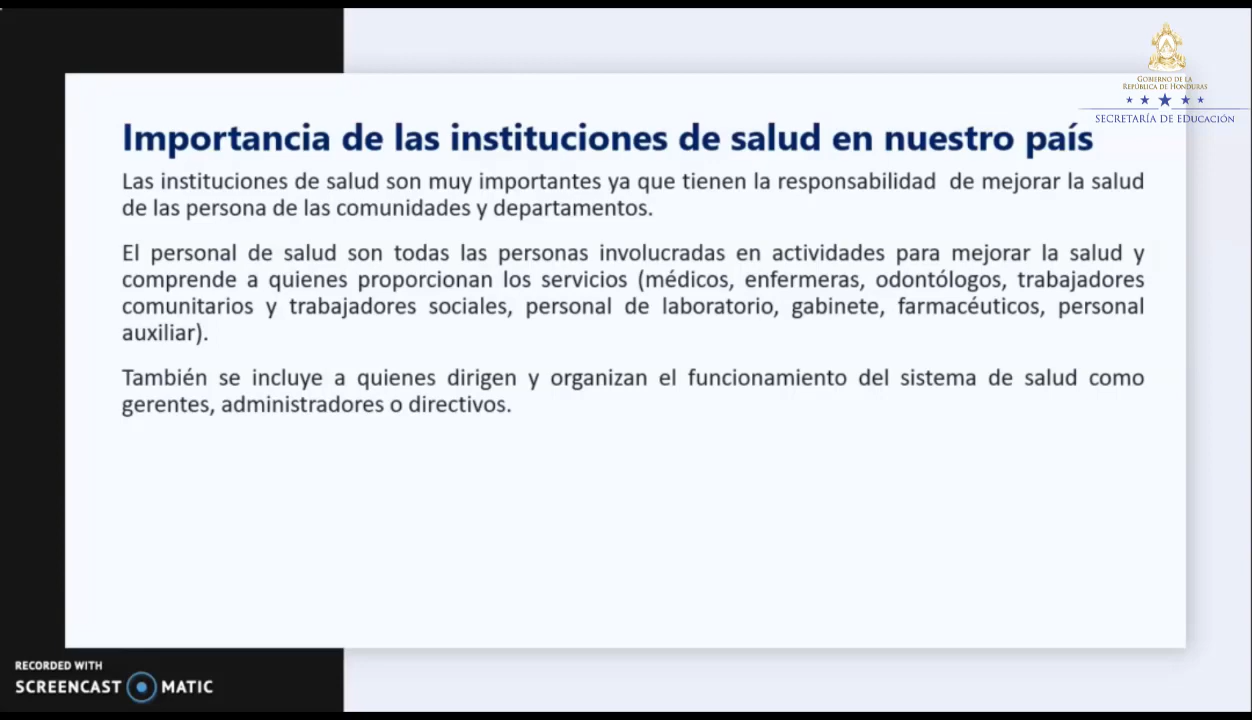 GOBIERNO DE LA
REPÚBLICA DE HONDURAS
SECRETARÍA DE EDUCACIÓN
Importancia de las instituciones de salud en nuestro país
Las instituciones de salud son muy importantes ya que tienen la responsabilidad de mejorar la salud
de las persona de las comunidades y departamentos.
El personal de salud son todas las personas involucradas en actividades para mejorar la salud y
comprende a quienes proporcionan los servicios (médicos, enfermeras, odontólogos, trabajadores
comunitarios y trabajadores sociales, personal de laboratorio, gabinete, farmacéuticos, personal
auxiliar).
También se incluye a quienes dirigen y organizan el funcionamiento del sistema de salud como
gerentes, administradores o directivos.
RECORDED WITH
SCREENCAST MATIC